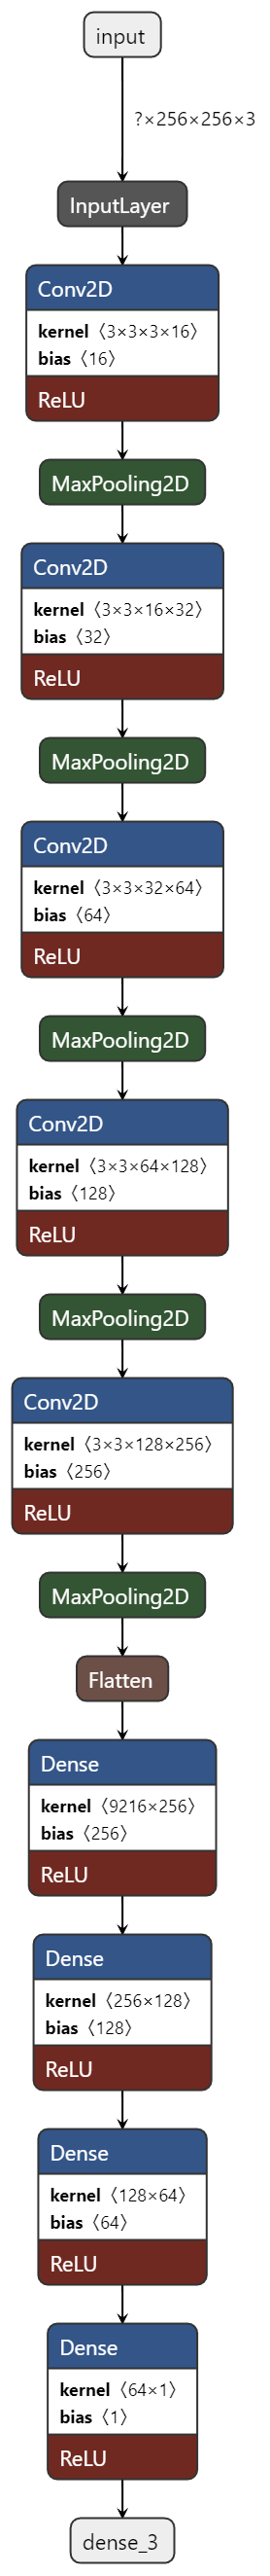 input
?×256×256×3
InputLayer
Conv2D
kernel 〈3×3×3×16〉
bias 〈16〉
ReLU
MaxPooling2D
Conv2D
kernel 〈3×3×16×32〉
bias 〈32〉
ReLU
MaxPooling2D
Conv2D
kernel 〈3×3×32×64〉
bias 〈64〉
ReLU
MaxPooling2D
Conv2D
kernel 〈3×3×64×128〉
bias 〈128〉
ReLU
MaxPooling2D
Conv2D
kernel 〈3×3×128×256〉
bias 〈256〉
ReLU
MaxPooling2D
Flatten
Dense
kernel 〈9216×256〉
bias 〈256〉
ReLU
Dense
kernel 〈256×128〉
bias 〈128〉
ReLU
Dense
kernel 〈128×64〉
bias 〈64〉
ReLU
Dense
kernel 〈64×1〉
bias 〈1〉
ReLU
dense_3